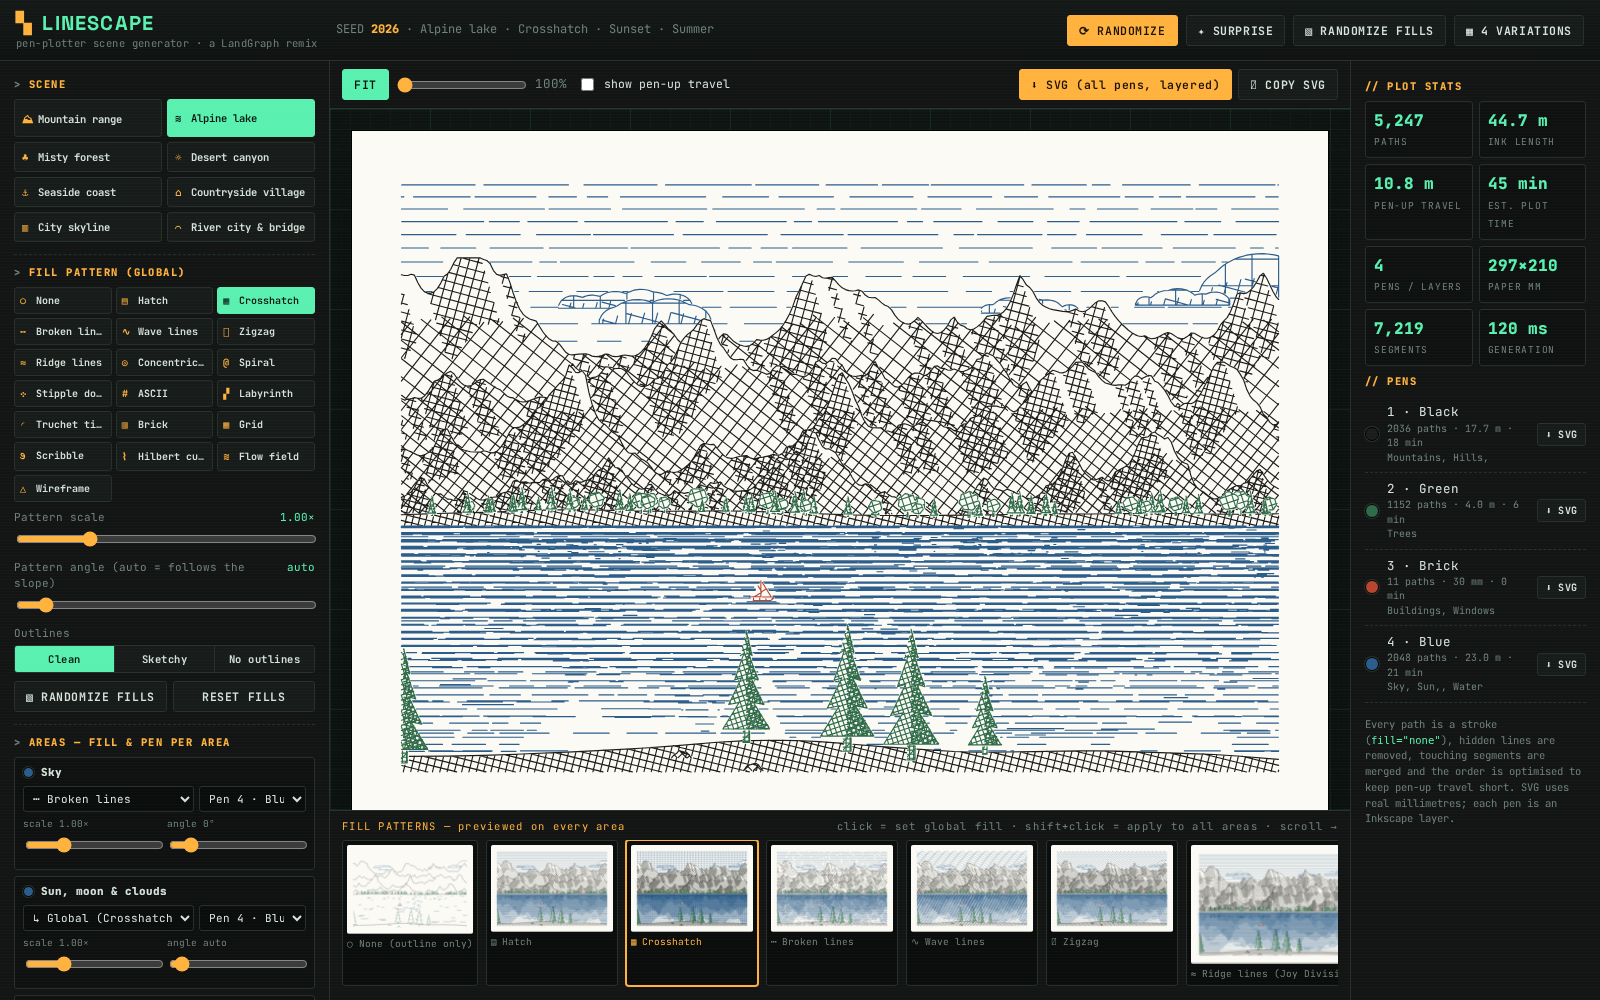 LINESCAPE
pen-plotter scene generator · a LandGraph remix
SEED 2026 · Alpine lake · Crosshatch · Sunset · Summer
⟳ RANDOMIZE
✦ SURPRISE
▧ RANDOMIZE FILLS
▦ 4 VARIATIONS
> SCENE
Mountain range
≋ Alpine lake
♣ Misty forest
☼ Desert canyon
⚓ Seaside coast
⌂ Countryside village
▥ City skyline
⌒ River city & bridge
> FILL PATTERN (GLOBAL)
○ None
▤ Hatch
▦ Crosshatch
┅ Broken lin…
∿ Wave lines
Zigzag
≈ Ridge lines
◎ Concentric…
@ Spiral
Stipple do…
# ASCII
▞ Labyrinth
◜ Truchet ti…
▥ Brick
▦ Grid
Scribble
⌇ Hilbert cu…
≋ Flow field
△ Wireframe
Pattern scale 1.00×
Pattern angle (auto = follows the auto
slope)
Outlines
Clean
Sketchy
No outlines
▧ RANDOMIZE FILLS
RESET FILLS
> AREAS — FILL & PEN PER AREA
Sky
┅ Broken lines
Pen 4 · Blu
scale 1.00×
angle 0°
Sun, moon & clouds
↳ Global (Crosshatch
Pen 4 · Blu
scale 1.00×
angle auto
FIT
100%
show pen-up travel
⬇ SVG (all pens, layered)
COPY SVG
FILL PATTERNS — previewed on every area
click = set global fill · shift+click = apply to all areas · scroll →
○ None (outline only)
▤ Hatch
▦ Crosshatch
┅ Broken lines
∿ Wave lines
Zigzag
≈ Ridge lines (Joy Divisi
// PLOT STATS
5,247
PATHS
44.7 m
INK LENGTH
10.8 m
PEN-UP TRAVEL
45 min
EST. PLOT
TIME
4
PENS / LAYERS
297×210
PAPER MM
7,219
SEGMENTS
120 ms
GENERATION
// PENS
1 · Black
2036 paths · 17.7 m ·
18 min
Mountains, Hills,
⬇ SVG
2 · Green
1152 paths · 4.0 m · 6
min
Trees
⬇ SVG
3 · Brick
11 paths · 30 mm · 0
min
Buildings, Windows
⬇ SVG
4 · Blue
2048 paths · 23.0 m ·
21 min
Sky, Sun,, Water
⬇ SVG
Every path is a stroke
(fill="none"), hidden lines are
removed, touching segments are
merged and the order is optimised to
keep pen-up travel short. SVG uses
real millimetres; each pen is an
Inkscape layer.